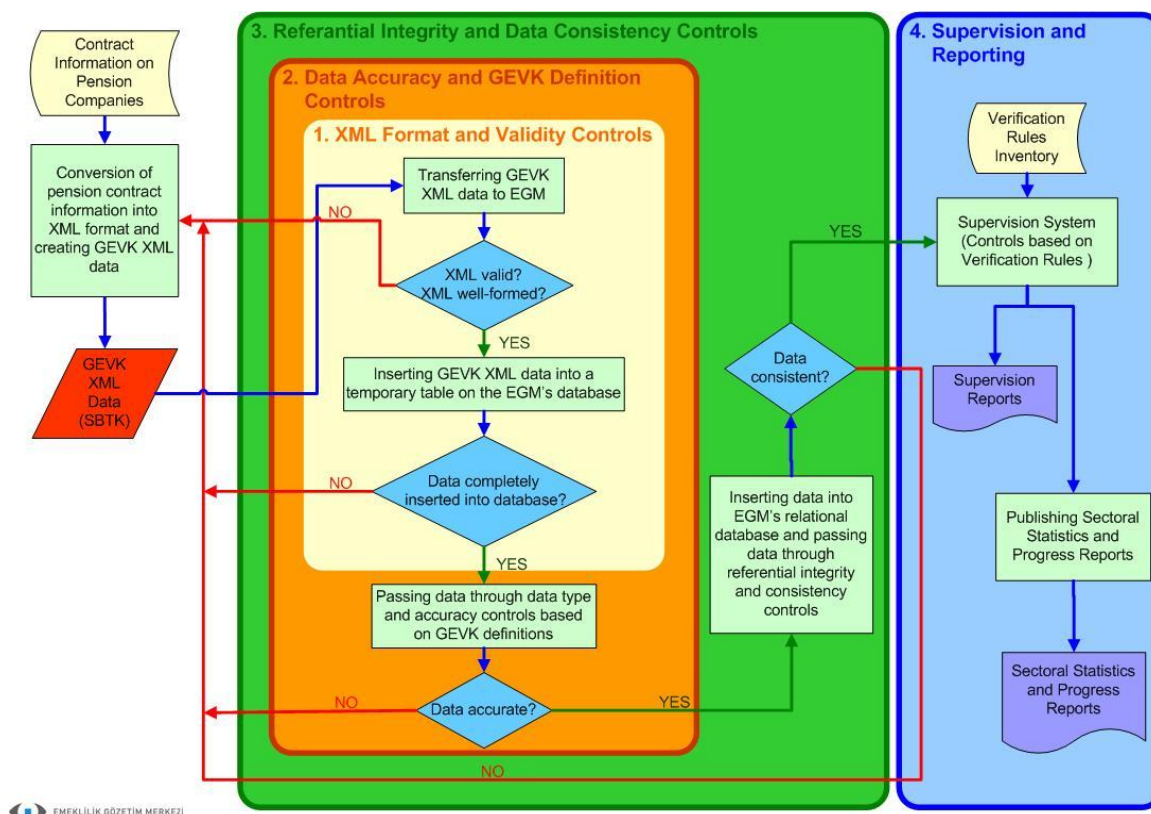 Contract
Information on
Pension
Companies
Conversion of
pension contract
information into
XML format and
creating GEVK XML
data
GEVK
XML
Data
(SBTK)
3. Referantial Integrity and Data Consistency Controls
2. Data Accuracy and GEVK Definition
Controls
1. XML Format and Validity Controls
Transferring GEVK
XML data to EGM
NO
XML valid?
XML well-formed?
YES
Inserting GEVK XML data into a
temporary table on the EGM's database
Data completely
inserted into database?
NO
YES
Passing data through data type
and accuracy controls based
on GEVK definitions
Data accurate?
NO
YES
Inserting data into
EGM's relational
database and passing
data through
referential integrity
and consistency
controls
Data
consistent?
YES
NO
4. Supervision and
Reporting
Verification
Rules
Inventory
Supervision System
(Controls based on
Verification Rules )
Supervision
Reports
Publishing Sectoral
Statistics and
Progress Reports
Sectoral Statistics
and Progress
Reports
EMEKLİLİK GÖZETİM MERKEZİ